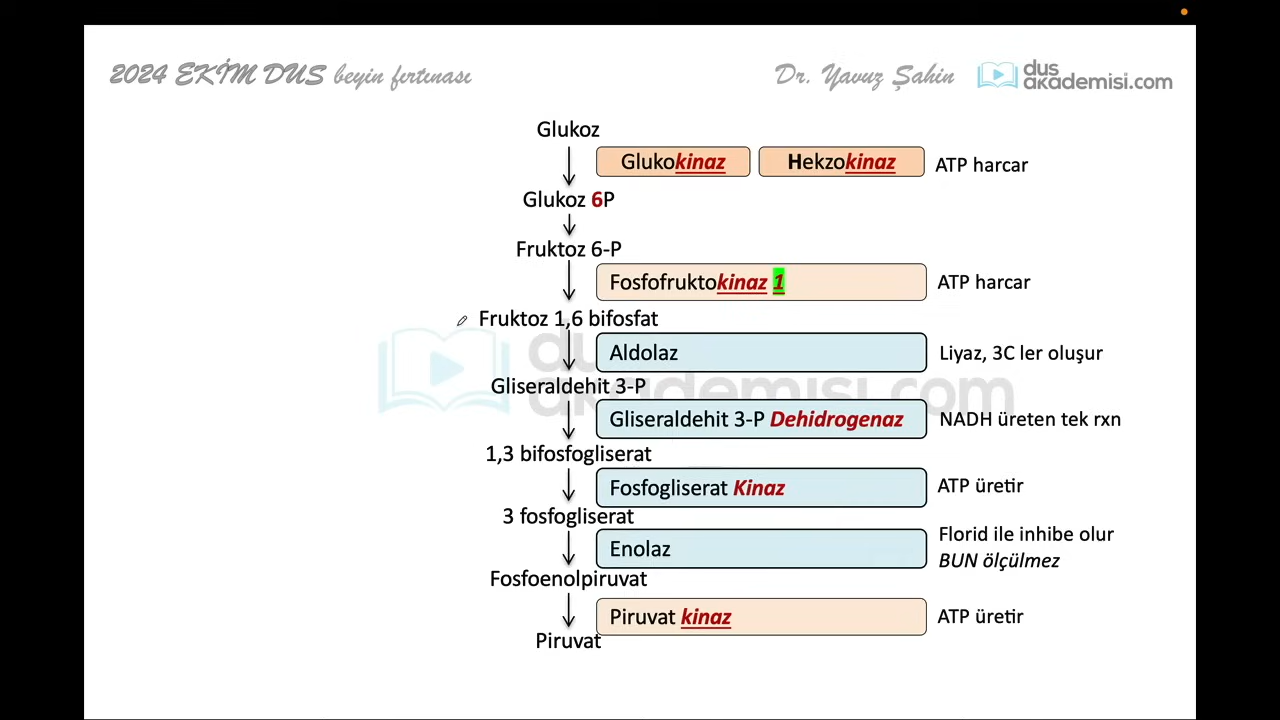 2024 EKİM DUS beyin fırtınası
Dr. Yavuz Şahin
dus
akademisi.com
Glukoz
Glukokinaz
Hekzokinaz
ATP harcar
Glukoz 6P
Fruktoz 6-P
Fosfofruktokinaz 1
ATP harcar
Fruktoz 1,6 bifosfat
Aldolaz
Liyaz, 3C ler oluşur
dus
akademisi.com
Gliseraldehit 3-P
Gliseraldehit 3-P Dehidrogenaz
NADH üreten tek rxn
1,3 bifosfogliserat
Fosfogliserat Kinaz
ATP üretir
3 fosfogliserat
Enolaz
Florid ile inhibe olur
BUN ölçülmez
Fosfoenolpiruvat
Piruvat kinaz
ATP üretir
Piruvat